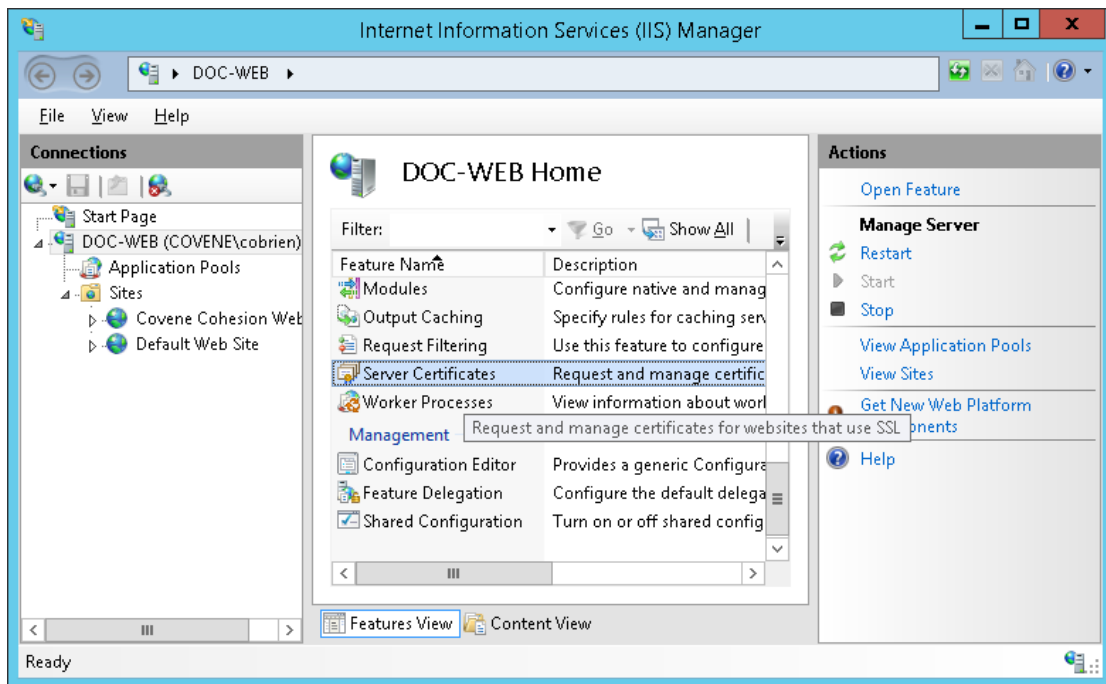 Internet Information Services (IIS) Manager
DOC-WEB
File View Help
Connections
Start Page
DOC-WEB (COVENE\cobrien)
Application Pools
Sites
Covene Cohesion Web
Default Web Site
DOC-WEB Home
Filter: Go Show All
Feature Name Description
Modules Configure native and manag
Output Caching Specify rules for caching serv
Request Filtering Use this feature to configure
Server Certificates Request and manage certific
Worker Processes View information about worl
Management
Request and manage certificates for websites that use SSL
Configuration Editor Provides a generic Configura
Feature Delegation Configure the default delega
Shared Configuration Turn on or off shared config
Features View Content View
Actions
Open Feature
Manage Server
Restart
Start
Stop
View Application Pools
View Sites
Get New Web Platform
onents
Help
Ready